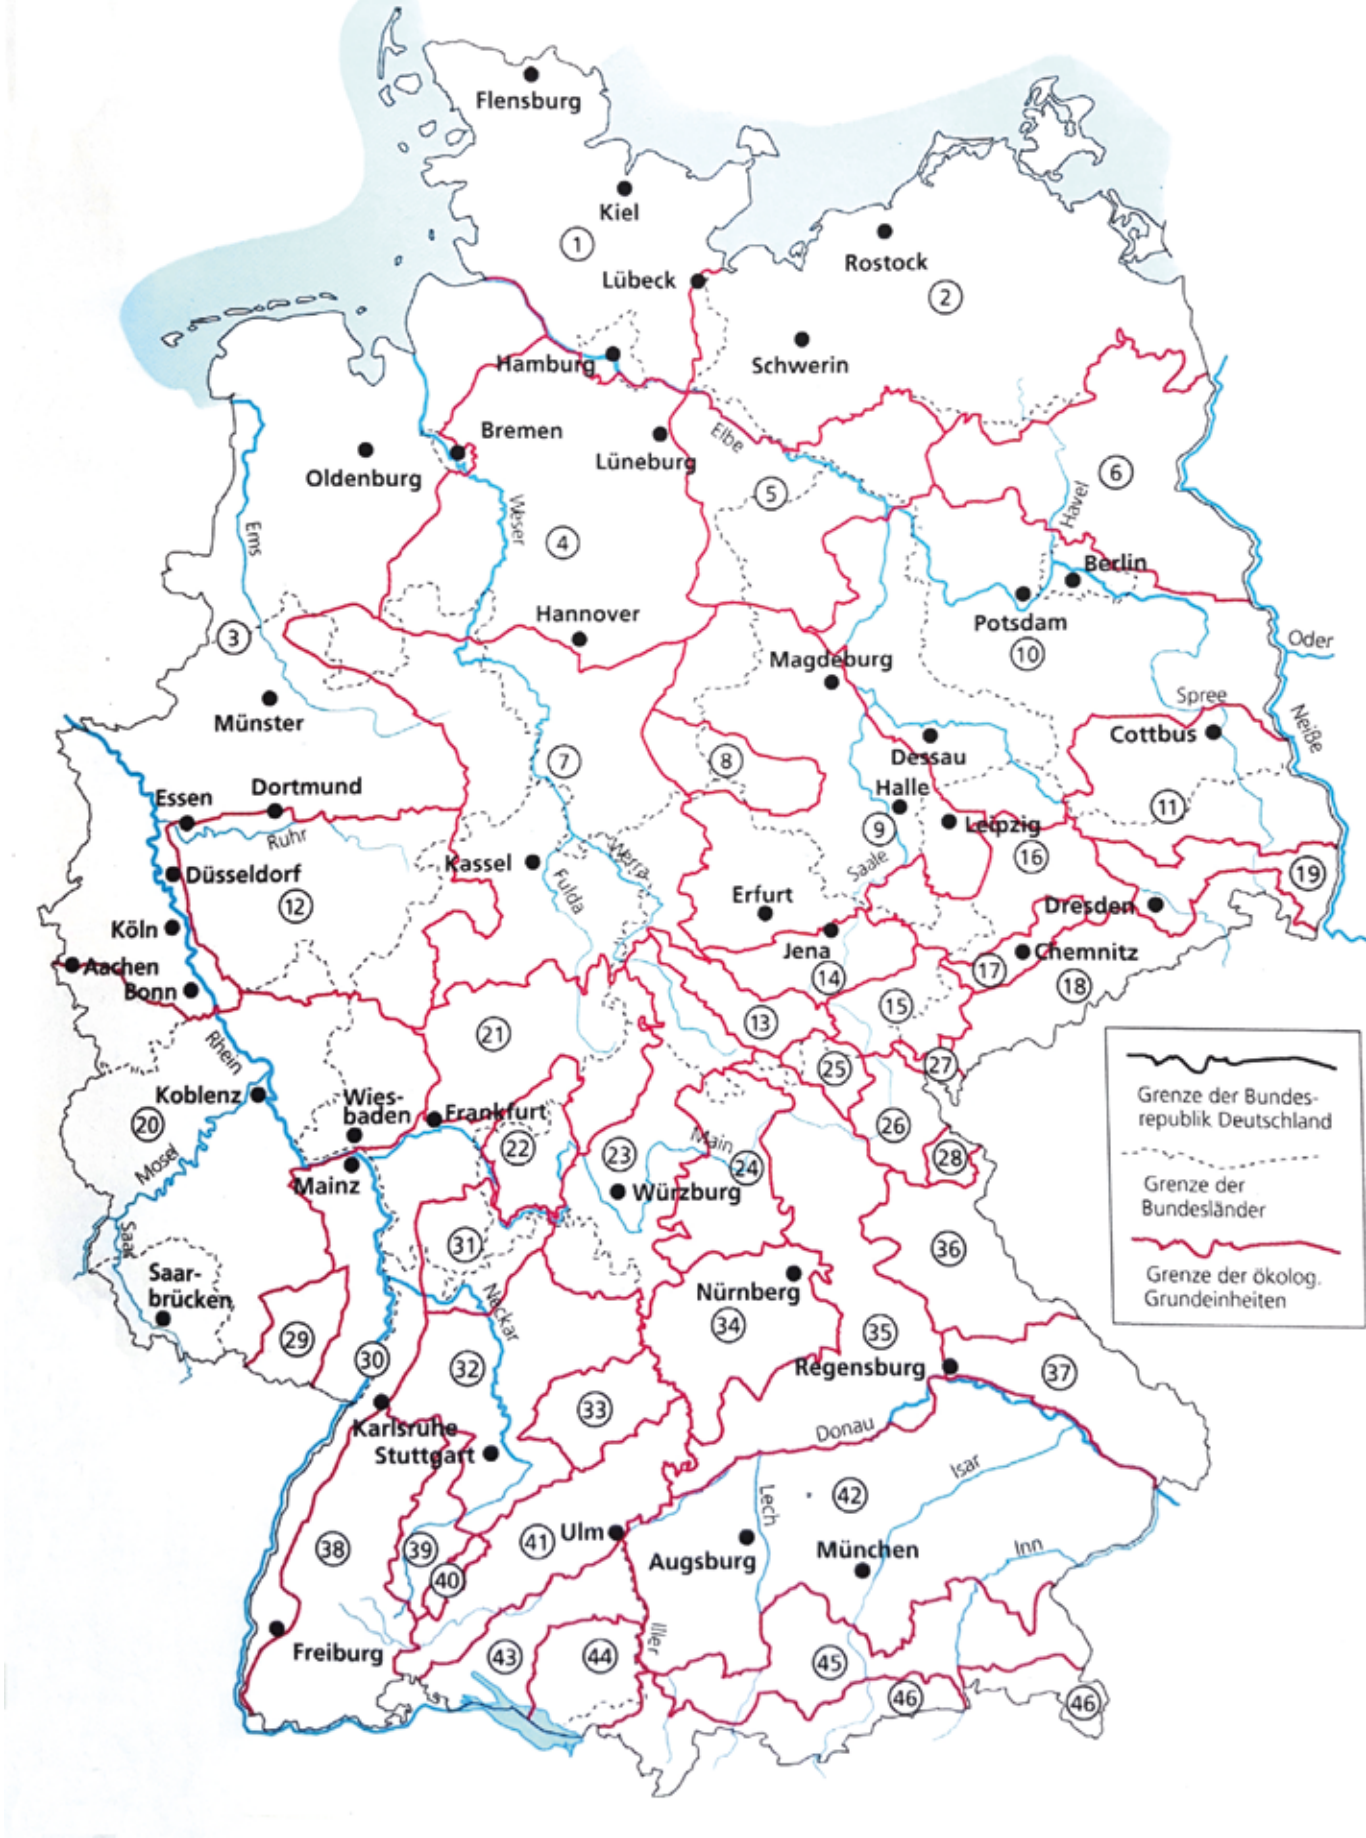 Flensburg
Kiel
1
Lübeck
Rostock
2
Hamburg
Schwerin
Bremen
Elbe
Lüneburg
Oldenburg
5
6
Havel
Weser
Ems
4
Berlin
Hannover
Potsdam
3
Oder
Magdeburg
10
Münster
Spree
Neiße
Cottbus
7
8
Dessau
Dortmund
Essen
Halle
11
Ruhr
9
Leipzig
Werra
16
Kassel
Saale
Düsseldorf
Fulda
19
Erfurt
12
Dresden
Köln
Jena
Chemnitz
Aachen
14
17
18
Bonn
15
13
21
Rhein
25
27
Koblenz
Wies-
baden
Frankfurt
20
26
Main
22
23
24
28
Mosel
Mainz
Würzburg
Saar
31
36
Saar-
brücken
Nürnberg
Neckar
34
29
35
30
32
Regensburg
37
33
Karlsruhe
Donau
Stuttgart
Isar
42
Lech
Ulm
41
38
39
Augsburg
München
Inn
40
Iller
Freiburg
43
44
45
46
46
Grenze der Bundes-
republik Deutschland
Grenze der
Bundesländer
Grenze der ökolog.
Grundeinheiten